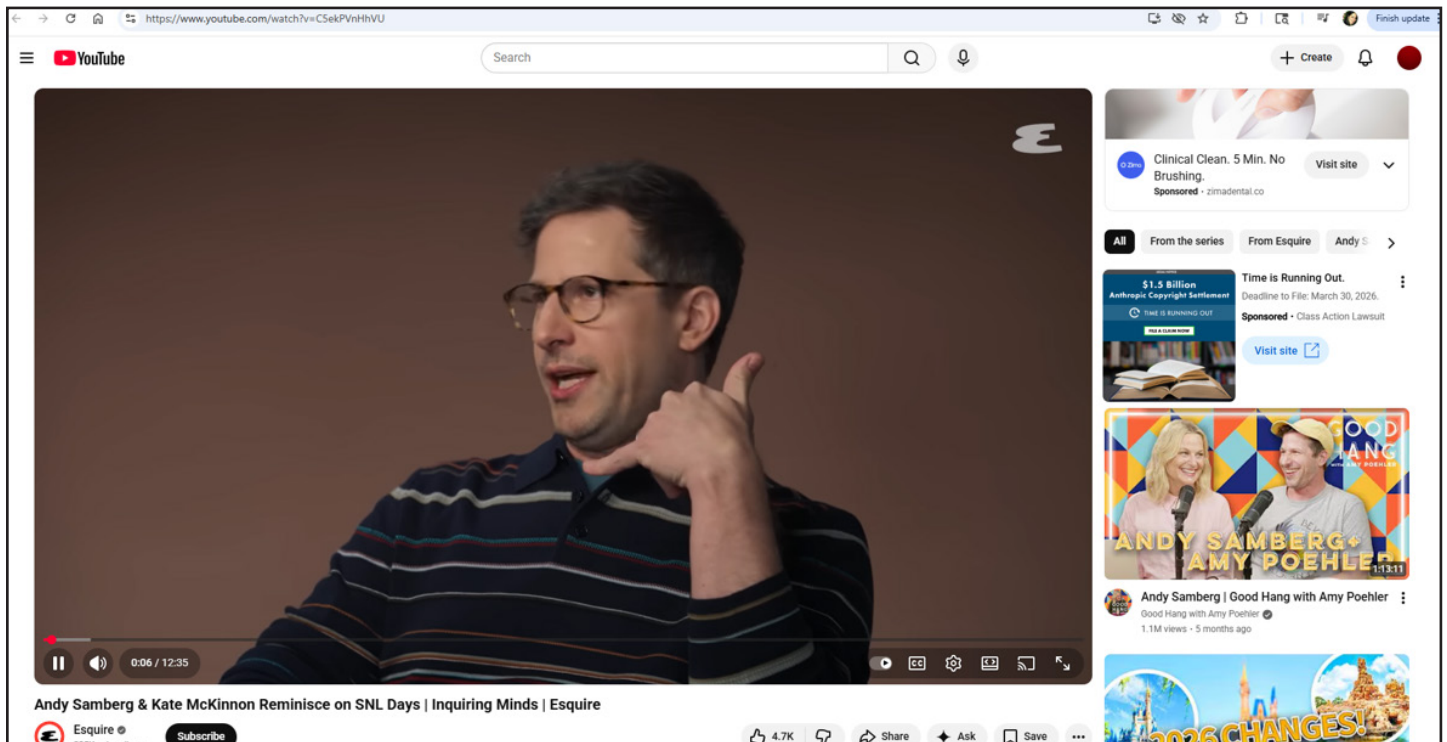 https://www.youtube.com/watch?v=C5ekPVnHhVU
Finish update
YouTube
Search
Create
Clinical Clean. 5 Min. No
Brushing.
Sponsored · zimadental.co
Visit site
All
From the series
From Esquire
Andy S
$1.5 Billion
Anthropic Copyright Settlement
TIME IS RUNNING OUT
FILE A CLAIM NOW
Time is Running Out.
Deadline to File: March 30, 2026.
Sponsored · Class Action Lawsuit
Visit site
GOOD
HANG
WITH AMY POEHLER
ANDY SAMBERG+
AMY POEHLER
1:13:11
Andy Samberg | Good Hang with Amy Poehler
Good Hang with Amy Poehler
1.1M views · 5 months ago
2026 CHANGES!
0:06 / 12:35
CC
Andy Samberg & Kate McKinnon Reminisce on SNL Days | Inquiring Minds | Esquire
Esquire
Subscribe
4.7K
Share
Ask
Save